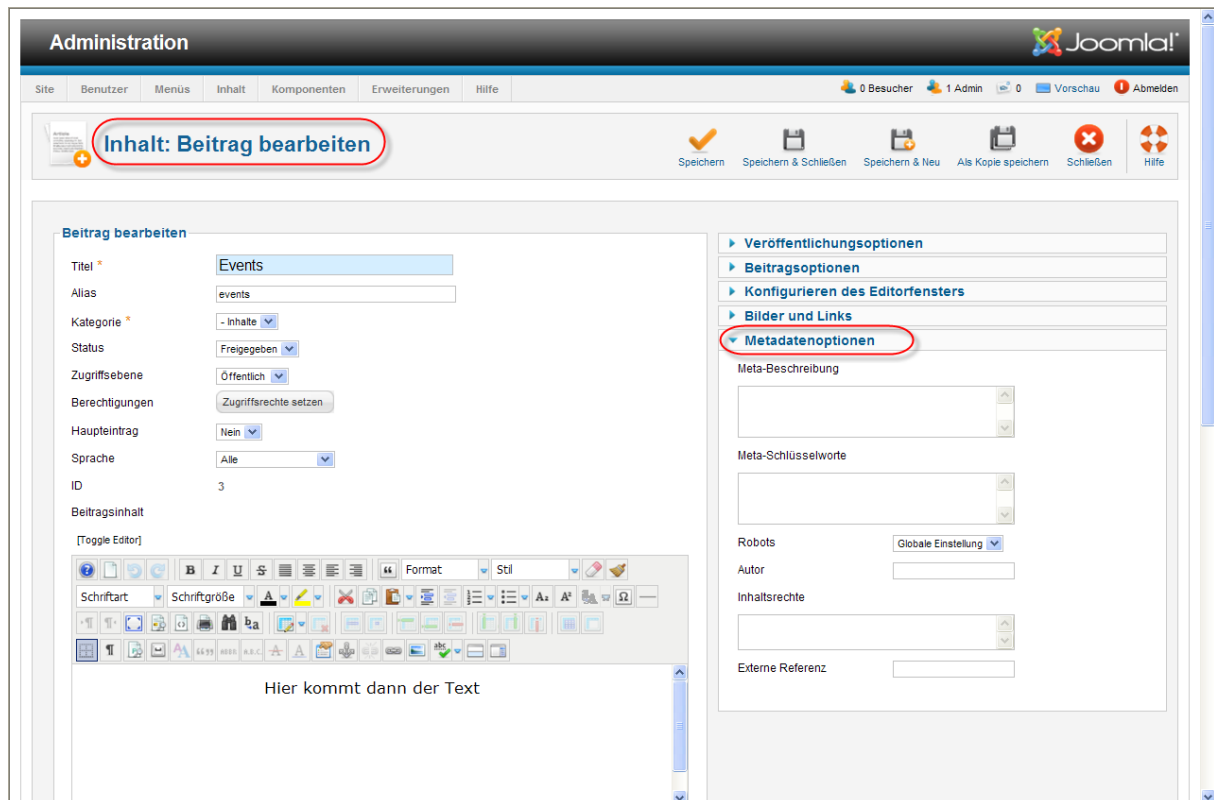 Administration
Joomla!
Site Benutzer Menüs Inhalt Komponenten Erweiterungen Hilfe
0 Besucher 1 Admin 0 Vorschau Abmelden
Inhalt: Beitrag bearbeiten
Speichern Speichern & Schließen Speichern & Neu Als Kopie speichern Schließen Hilfe
Beitrag bearbeiten
Titel * Events
Alias events
Kategorie * - Inhalte
Status Freigegeben
Zugriffsebene Öffentlich
Berechtigungen Zugriffsrechte setzen
Haupteintrag Nein
Sprache Alle
ID 3
Beitragsinhalt
[Toggle Editor]
B I U S Format Stil
Schriftart Schriftgröße A
Hier kommt dann der Text
Veröffentlichungsoptionen
Beitragsoptionen
Konfigurieren des Editorfensters
Bilder und Links
Metadatenoptionen
Meta-Beschreibung
Meta-Schlüsselworte
Robots Globale Einstellung
Autor
Inhaltsrechte
Externe Referenz